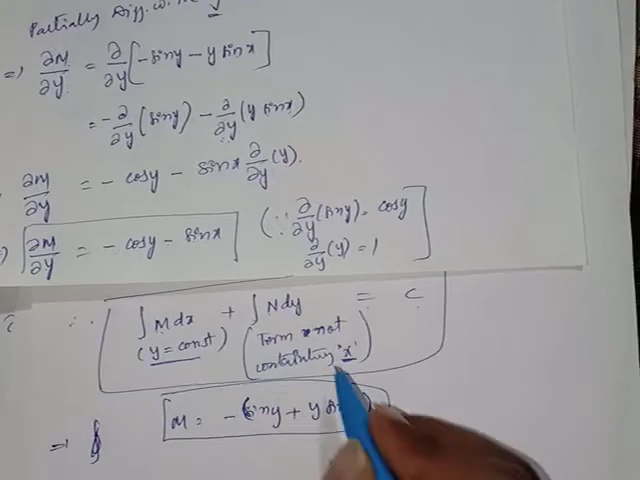 Partially Diff. w.r.t y
=> ∂M/∂y = ∂/∂y [-siny - y sinx]
= - ∂/∂y (siny) - ∂/∂y (y sinx)
∂M/∂y = - cosy - sinx ∂/∂y (y).
∂M/∂y = - cosy - sinx (∵ ∂/∂y (siny) = cosy
∂/∂y (y) = 1 ]
∴ ∫ Mdx + ∫ Ndy = c
(y = const) (Term not
containing 'x')
=> M = -(siny + y